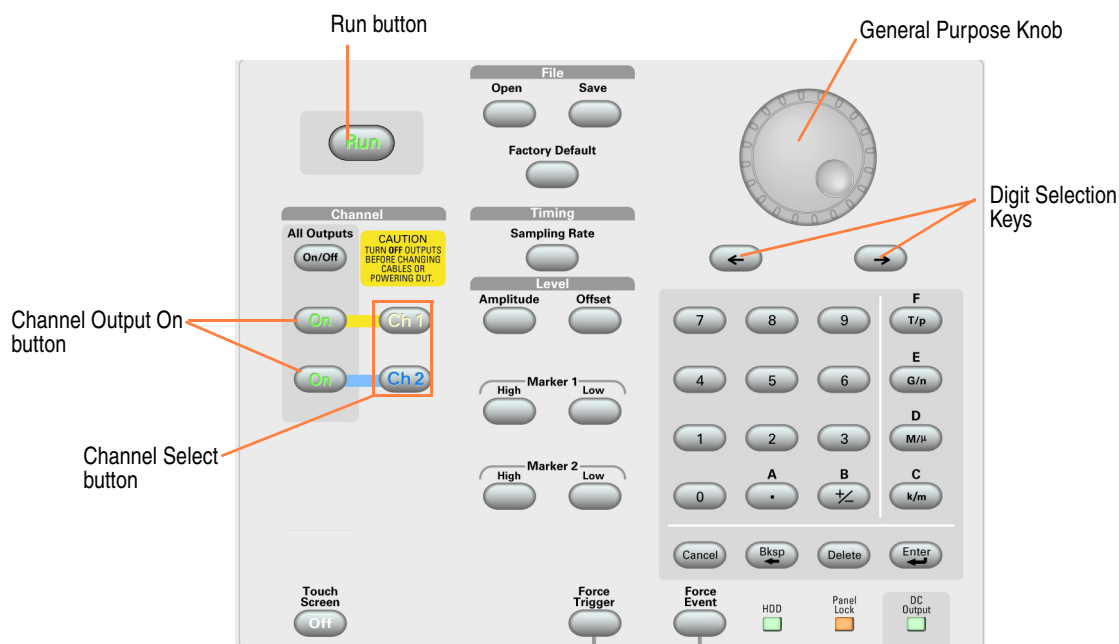 Run button
General Purpose Knob
File
Open
Save
Run
Factory Default
Digit Selection
Keys
Channel
Timing
All Outputs
On/Off
CAUTION
TURN OFF OUTPUTS
BEFORE CHANGING
CABLES OR
POWERING DUT.
Sampling Rate
←
→
Level
Amplitude
Offset
Channel Output On
button
On
Ch 1
On
Ch 2
Marker 1
High
Low
Channel Select
button
Marker 2
High
Low
7
8
9
F
T/p
4
5
6
E
G/n
1
2
3
D
M/μ
0
A
.
B
+/−
C
k/m
Cancel
Bksp
←
Delete
Enter
↵
Touch
Screen
Off
Force
Trigger
Force
Event
HDD
Panel
Lock
DC
Output